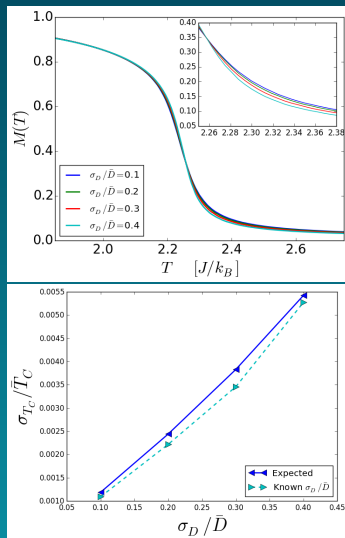 1.0
0.8
0.6
0.4
0.2
0.0
M(T)
0.40
0.35
0.30
0.25
0.20
0.15
0.10
0.05
2.26 2.28 2.30 2.32 2.34 2.36 2.38
σ_D/D̄=0.1
σ_D/D̄=0.2
σ_D/D̄=0.3
σ_D/D̄=0.4
2.0 2.2 2.4 2.6
T [J/k_B]
0.0055
0.0050
0.0045
0.0040
0.0035
0.0030
0.0025
0.0020
0.0015
0.0010
σ_{T_C}/T̄_C
Expected
Known σ_D/D̄
0.05 0.10 0.15 0.20 0.25 0.30 0.35 0.40 0.45
σ_D/D̄